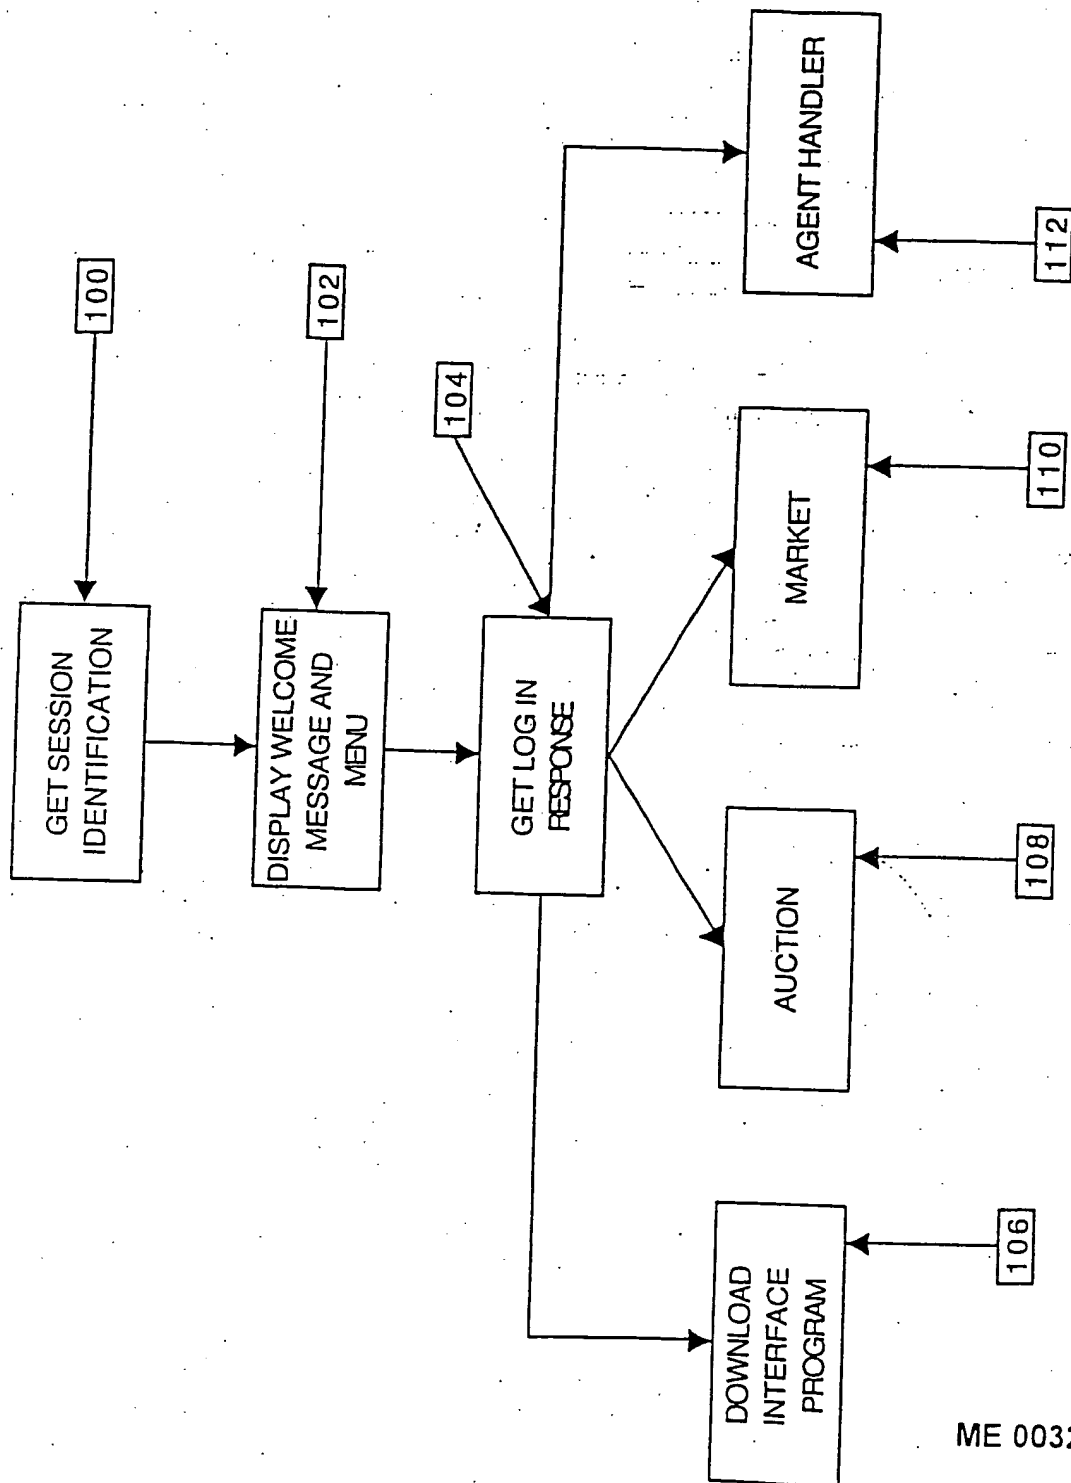 GET SESSION
IDENTIFICATION
100
DISPLAY WELCOME
MESSAGE AND
MENU
102
GET LOG IN
RESPONSE
104
DOWNLOAD
INTERFACE
PROGRAM
106
AUCTION
108
MARKET
110
AGENT HANDLER
112
ME 0032